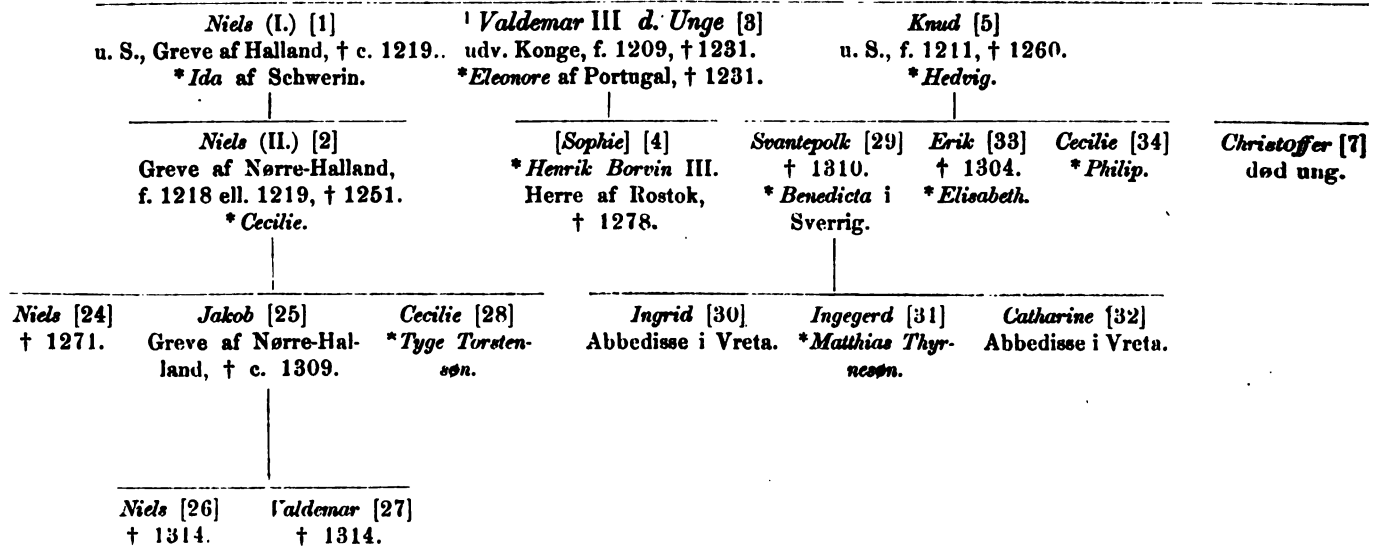 Niels (I.) [1]
u. S., Greve af Halland, † c. 1219..
* Ida af Schwerin.
¹ Valdemar III d. Unge [3]
udv. Konge, f. 1209, † 1231.
*Eleonore af Portugal, † 1231.
Knud [5]
u. S., f. 1211, † 1260.
* Hedvig.
Niels (II.) [2]
Greve af Nørre-Halland,
f. 1218 ell. 1219, † 1251.
* Cecilie.
[Sophie] [4]
* Henrik Borvin III.
Herre af Rostok,
† 1278.
Svantepolk [29]
† 1310.
* Benedicta i
Sverrig.
Erik [33]
† 1304.
* Elisabeth.
Cecilie [34]
* Philip.
Christoffer [7]
død ung.
Niels [24]
† 1271.
Jakob [25]
Greve af Nørre-Hal-
land, † c. 1309.
Cecilie [28]
*Tyge Torsten-
søn.
Ingrid [30]
Abbedisse i Vreta.
Ingegerd [31]
*Matthias Thyr-
nesøn.
Catharine [32]
Abbedisse i Vreta.
Niels [26]
† 1314.
Valdemar [27]
† 1314.